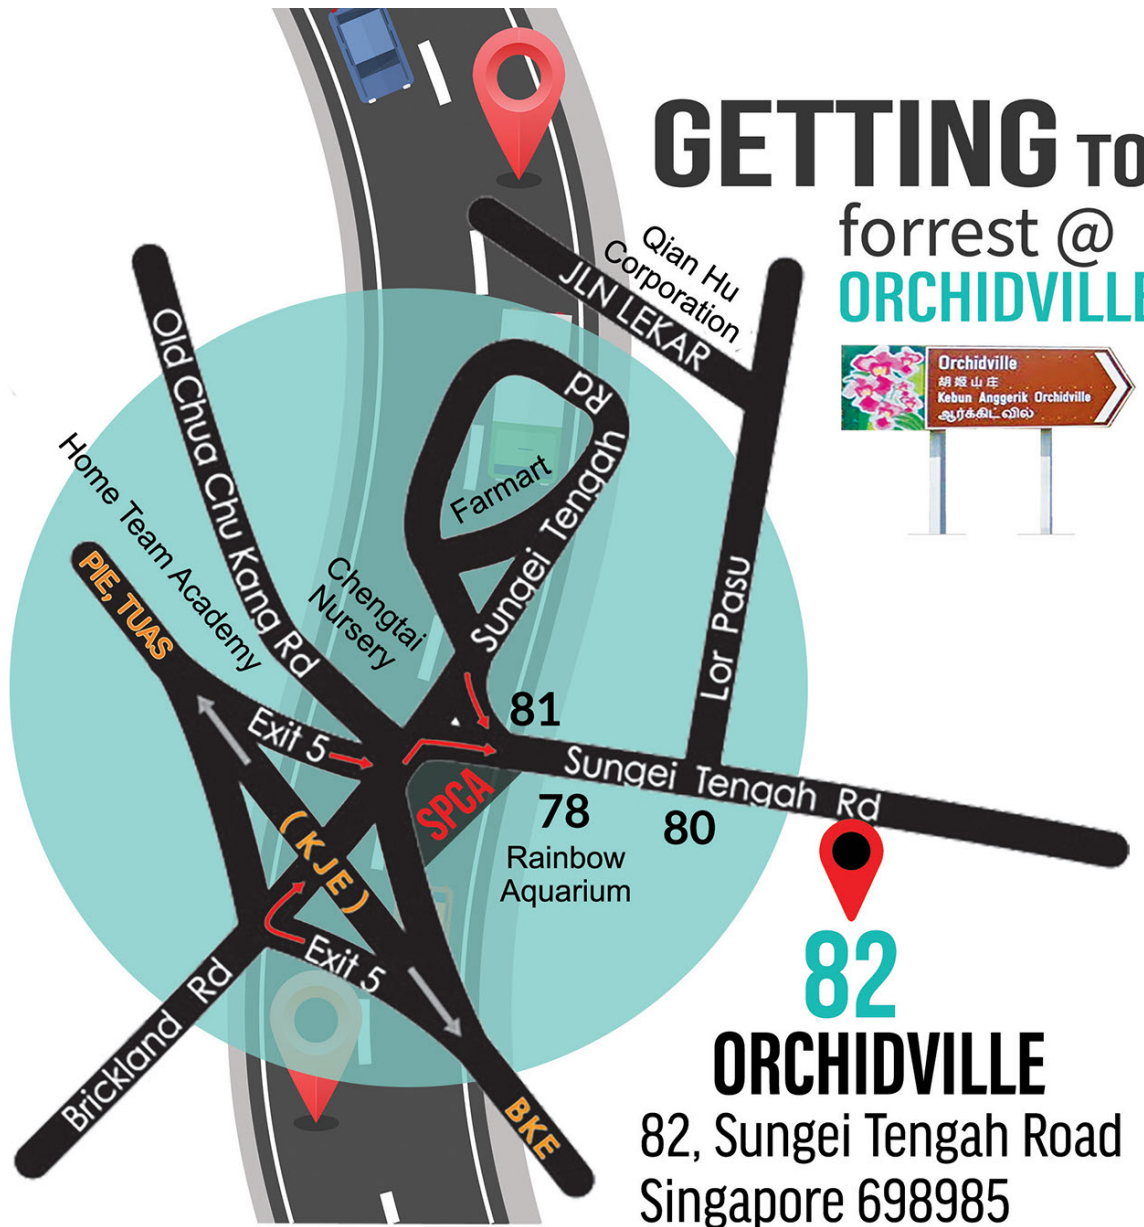 GETTING TO
forrest @
ORCHIDVILLE
Orchidville
胡姬山庄
Kebun Anggerik Orchidville
ஆர்க்கிட் வில்
Qian Hu
Corporation
JLN LEKAR
Old Chua Chu Kang Rd
Home Team Academy
PIE, TUAS
Chengtai
Nursery
Farmart
Sungei Tengah Rd
Lor Pasu
Exit 5
81
Sungei Tengah Rd
SPCA
78
80
Rainbow
Aquarium
(KJE)
Exit 5
Brickland Rd
BKE
82
ORCHIDVILLE
82, Sungei Tengah Road
Singapore 698985